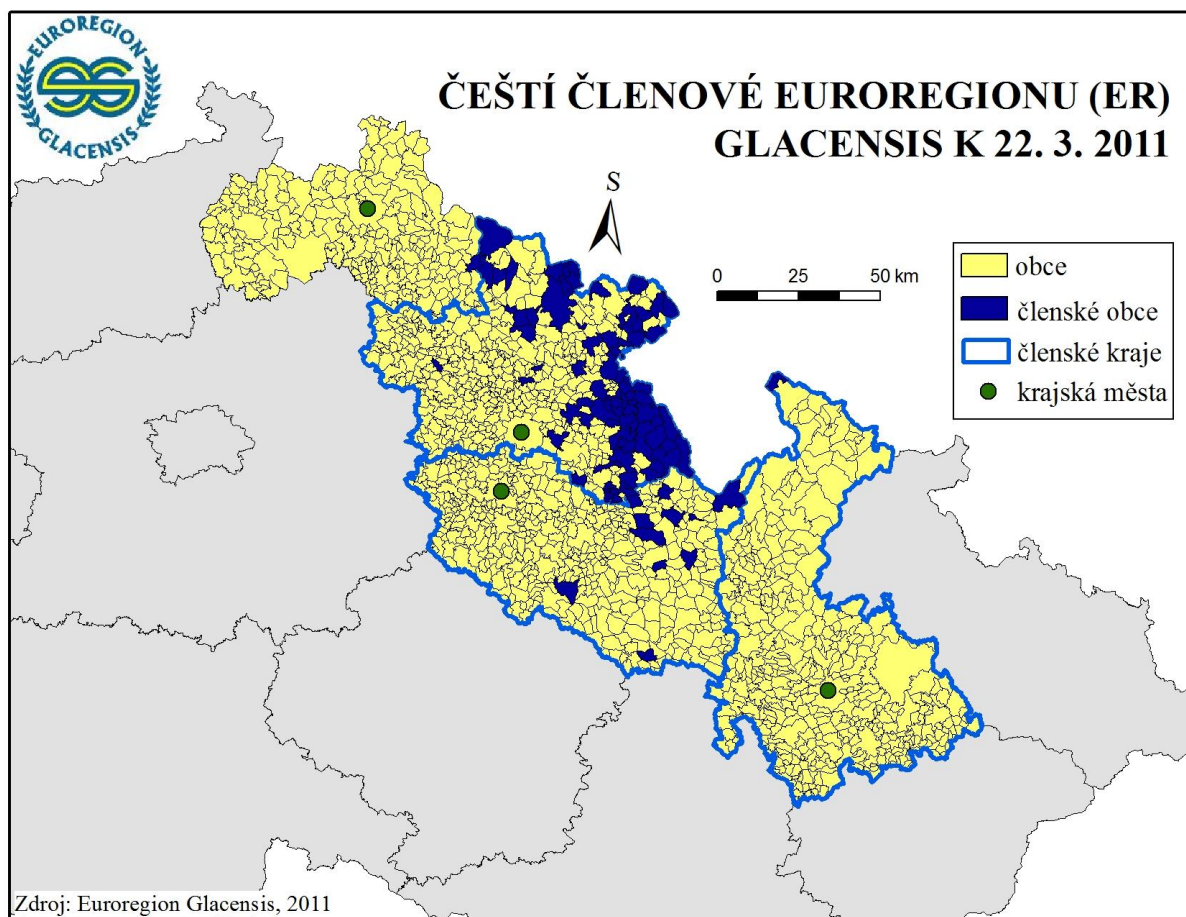 EUROREGION
GLACENSIS
ČEŠTÍ ČLENOVÉ EUROREGIONU (ER)
GLACENSIS K 22. 3. 2011
S
0 25 50 km
obce
členské obce
členské kraje
krajská města
Zdroj: Euroregion Glacensis, 2011